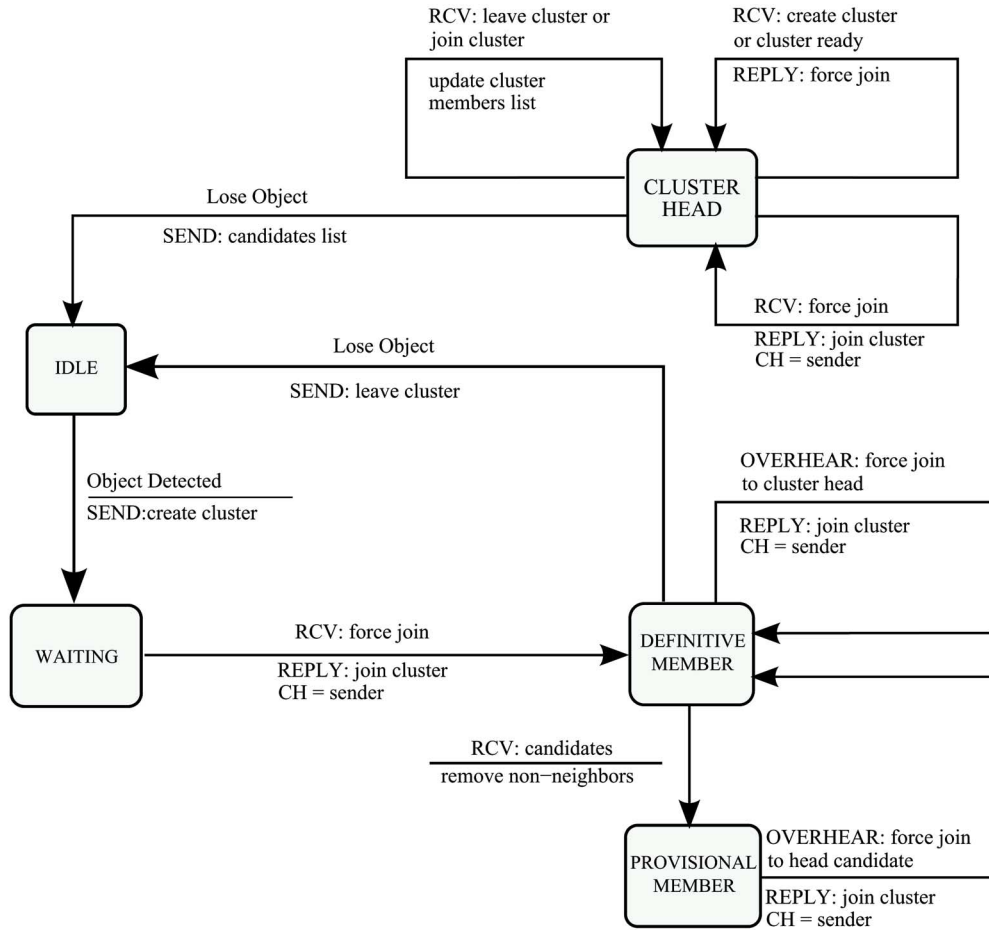 RCV: leave cluster or
join cluster
update cluster
members list
RCV: create cluster
or cluster ready
REPLY: force join
CLUSTER
HEAD
Lose Object
SEND: candidates list
RCV: force join
REPLY: join cluster
CH = sender
IDLE
Lose Object
SEND: leave cluster
Object Detected
SEND:create cluster
OVERHEAR: force join
to cluster head
REPLY: join cluster
CH = sender
WAITING
RCV: force join
REPLY: join cluster
CH = sender
DEFINITIVE
MEMBER
RCV: candidates
remove non−neighbors
PROVISIONAL
MEMBER
OVERHEAR: force join
to head candidate
REPLY: join cluster
CH = sender